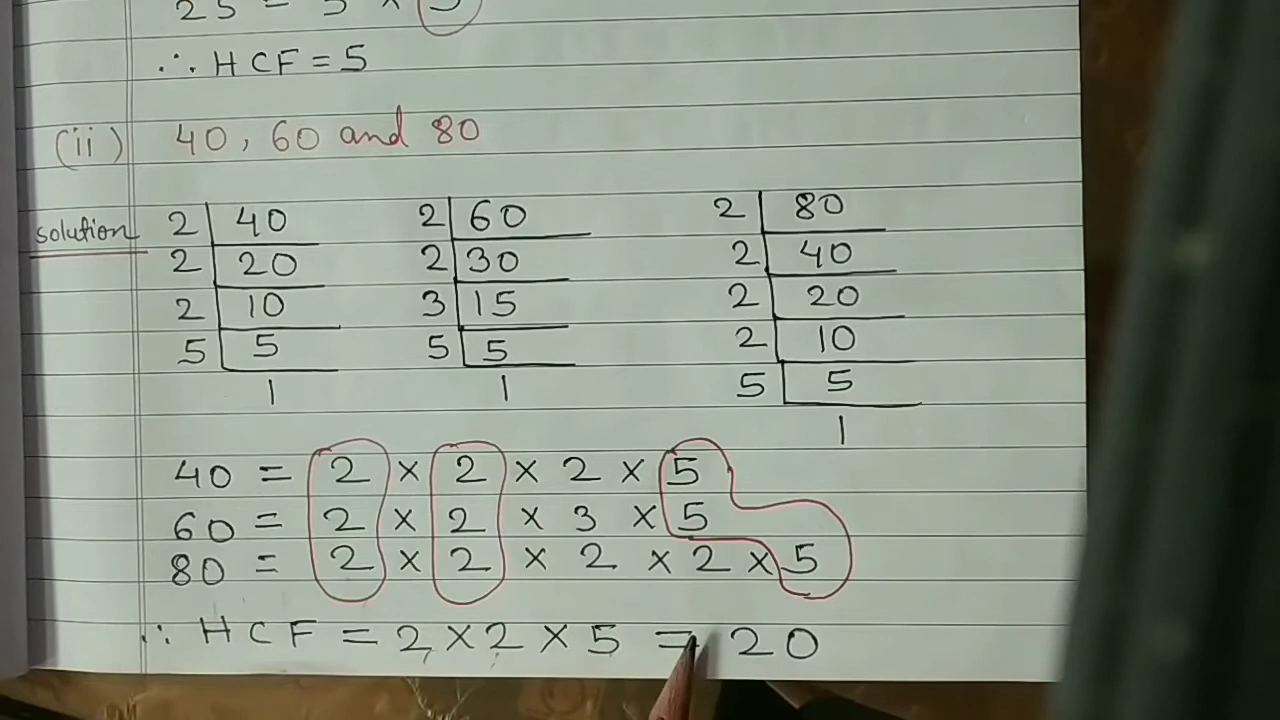 25 = 5 × 5
∴ HCF = 5
(ii) 40, 60 and 80
solution 2 40 2 60 2 80
2 20 2 30 2 40
2 10 3 15 2 20
5 5 5 5 2 10
1 1 5 5
1
40 = 2 × 2 × 2 × 5
60 = 2 × 2 × 3 × 5
80 = 2 × 2 × 2 × 2 × 5
∴ HCF = 2 × 2 × 5 = 20